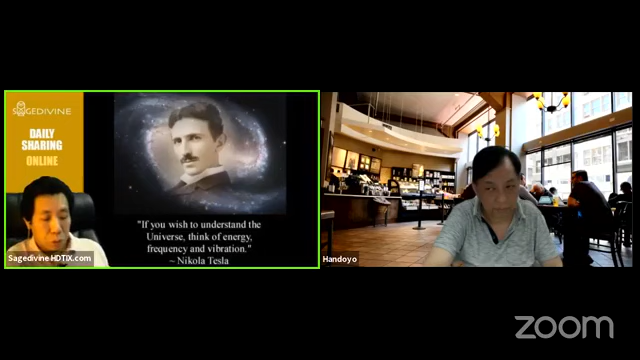 SAGEDIVINE
DAILY
SHARING
ONLINE
"If you wish to understand the
Universe, think of energy,
frequency and vibration."
~ Nikola Tesla
Sagedivine HDTiX.com
Handoyo
zoom